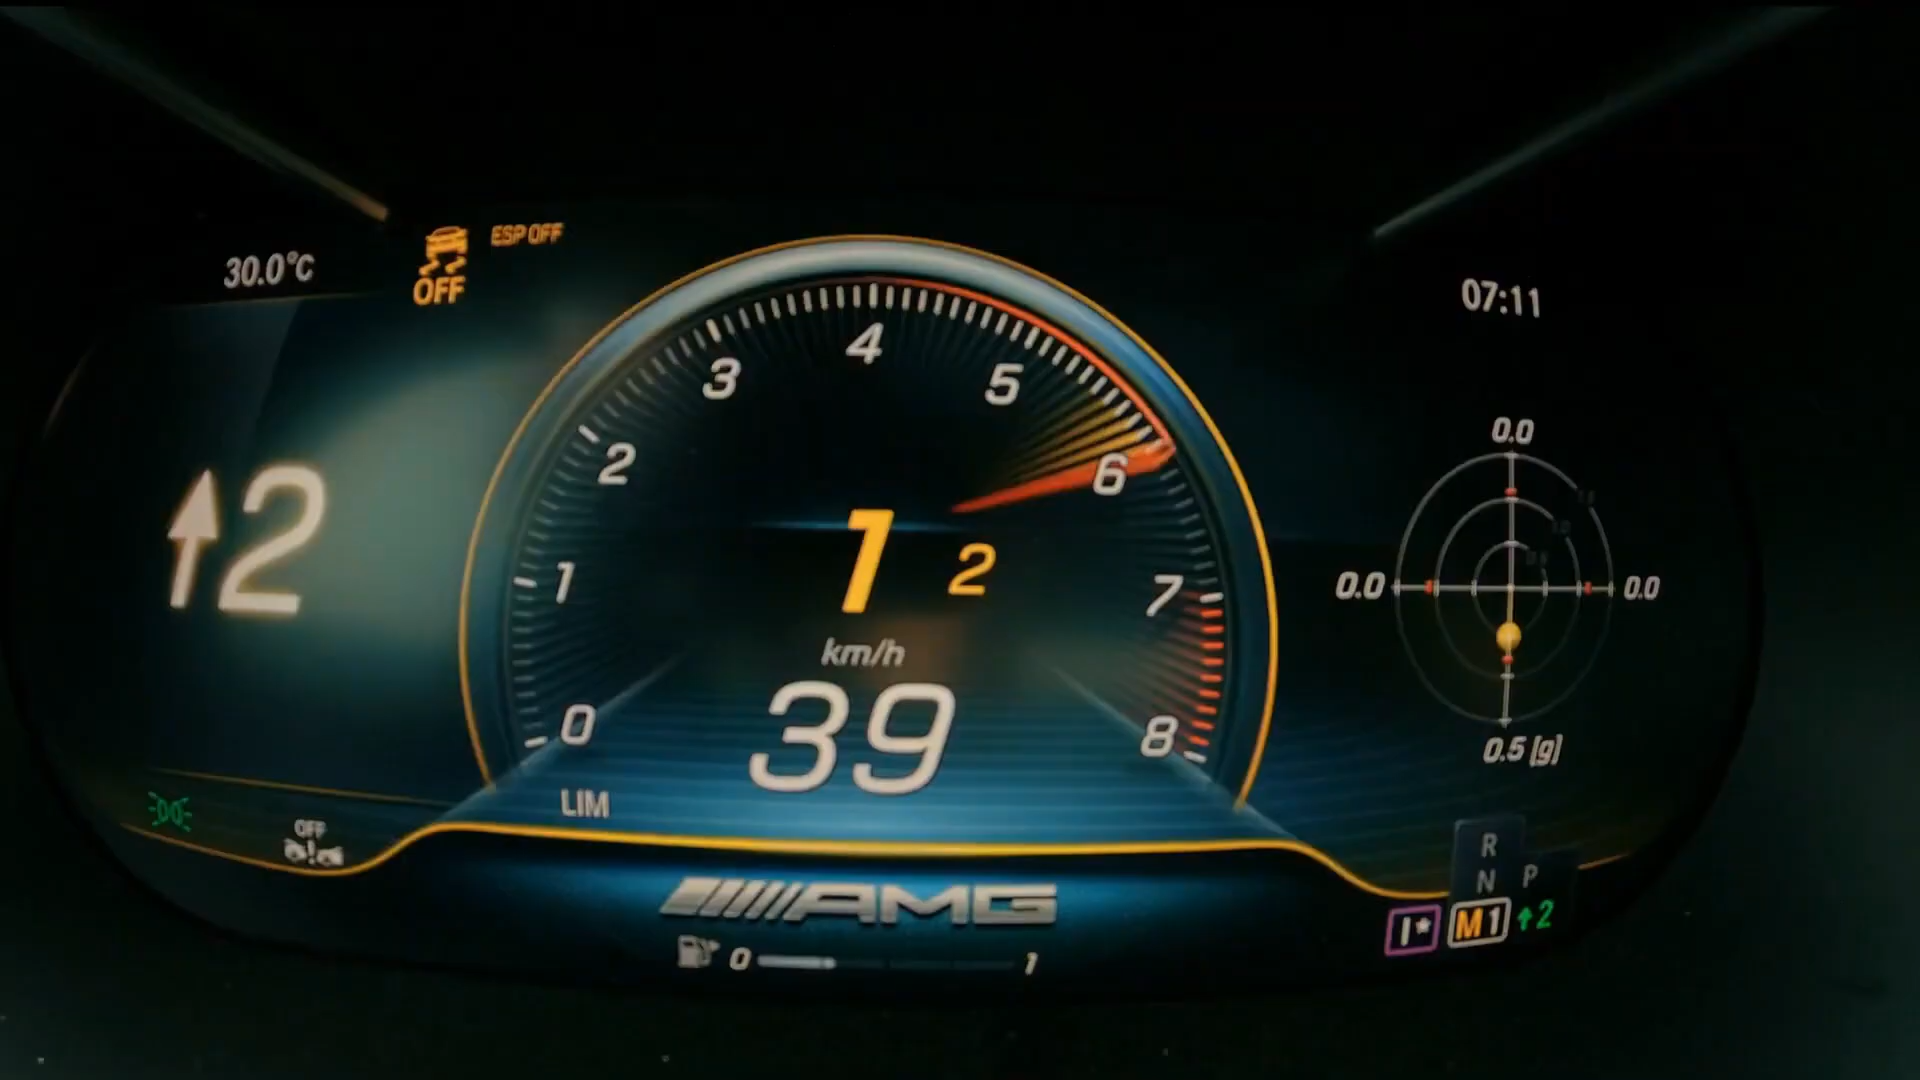 30.0°C
OFF
ESP OFF
07:11
↑2
0
1
2
3
4
5
6
7
8
1 2
km/h
39
LIM
0.0
0.0
0.0
0.5 [g]
OFF
AMG
0 1
R
N P
I* M1 ↑2